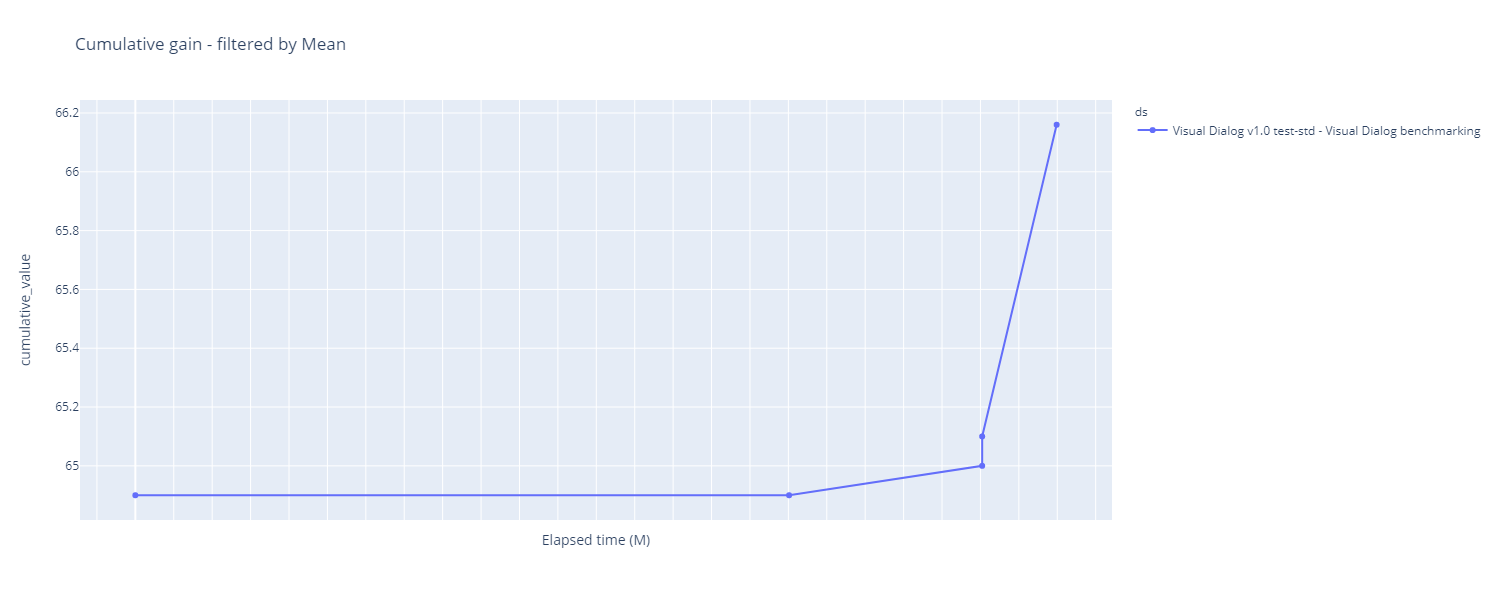 Cumulative gain - filtered by Mean
66.2
66
65.8
65.6
65.4
65.2
65
cumulative_value
Elapsed time (M)
ds
Visual Dialog v1.0 test-std - Visual Dialog benchmarking